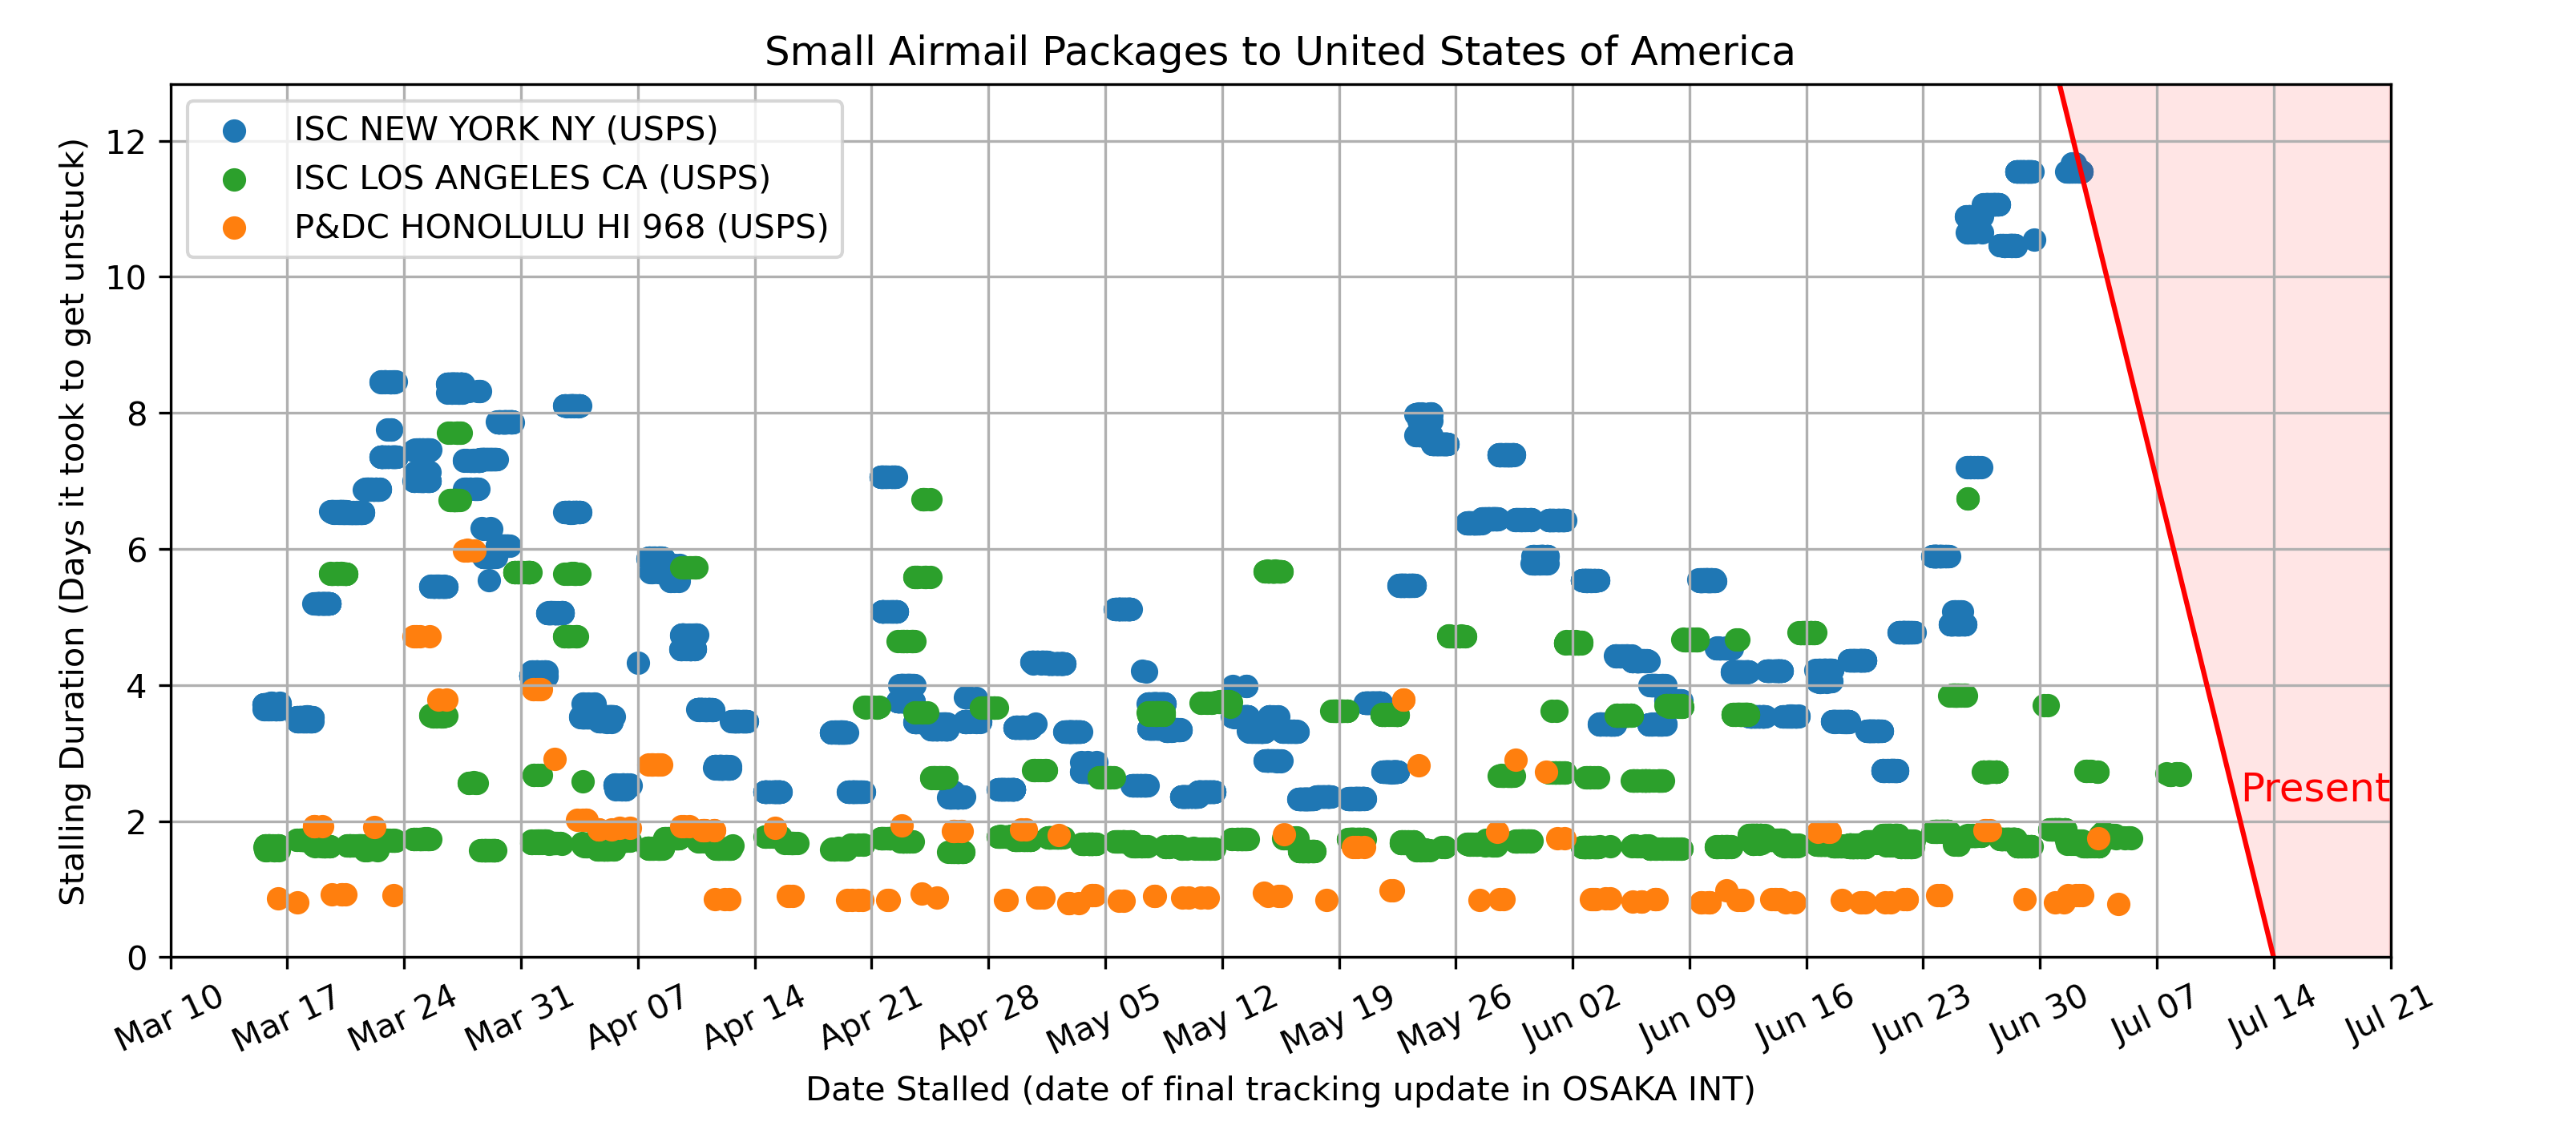 Small Airmail Packages to United States of America
ISC NEW YORK NY (USPS)
ISC LOS ANGELES CA (USPS)
P&DC HONOLULU HI 968 (USPS)
Stalling Duration (Days it took to get unstuck)
12
10
8
6
4
2
0
Present
Mar 10
Mar 17
Mar 24
Mar 31
Apr 07
Apr 14
Apr 21
Apr 28
May 05
May 12
May 19
May 26
Jun 02
Jun 09
Jun 16
Jun 23
Jun 30
Jul 07
Jul 14
Jul 21
Date Stalled (date of final tracking update in OSAKA INT)